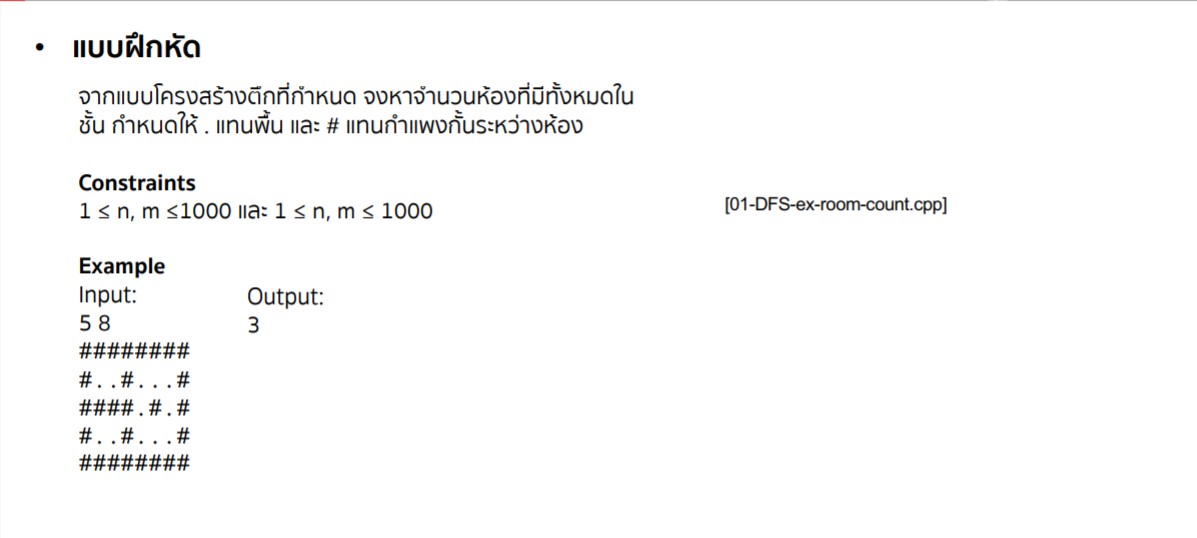 • แบบฝึกหัด
จากแบบโครงสร้างตึกที่กำหนด จงหาจำนวนห้องที่มีทั้งหมดใน
ชั้น กำหนดให้ . แทนพื้น และ # แทนกำแพงกั้นระหว่างห้อง
Constraints
1 ≤ n, m ≤1000 และ 1 ≤ n, m ≤ 1000
[01-DFS-ex-room-count.cpp]
Example
Input:
5 8
########
#..#...#
####.#.#
#..#...#
########
Output:
3